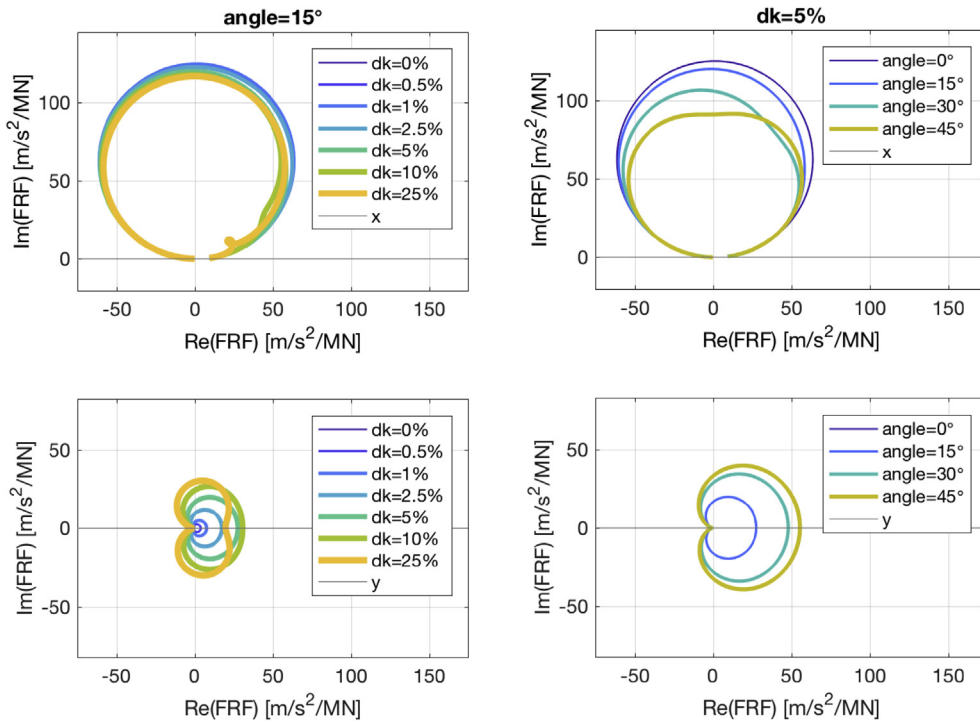 angle=15°
Im(FRF) [m/s²/MN]
100
50
0
-50
0
50
100
150
Re(FRF) [m/s²/MN]
dk=0%
dk=0.5%
dk=1%
dk=2.5%
dk=5%
dk=10%
dk=25%
x
dk=5%
Im(FRF) [m/s²/MN]
100
50
0
-50
0
50
100
150
Re(FRF) [m/s²/MN]
angle=0°
angle=15°
angle=30°
angle=45°
x
Im(FRF) [m/s²/MN]
50
0
-50
-50
0
50
100
150
Re(FRF) [m/s²/MN]
dk=0%
dk=0.5%
dk=1%
dk=2.5%
dk=5%
dk=10%
dk=25%
y
Im(FRF) [m/s²/MN]
50
0
-50
-50
0
50
100
150
Re(FRF) [m/s²/MN]
angle=0°
angle=15°
angle=30°
angle=45°
y